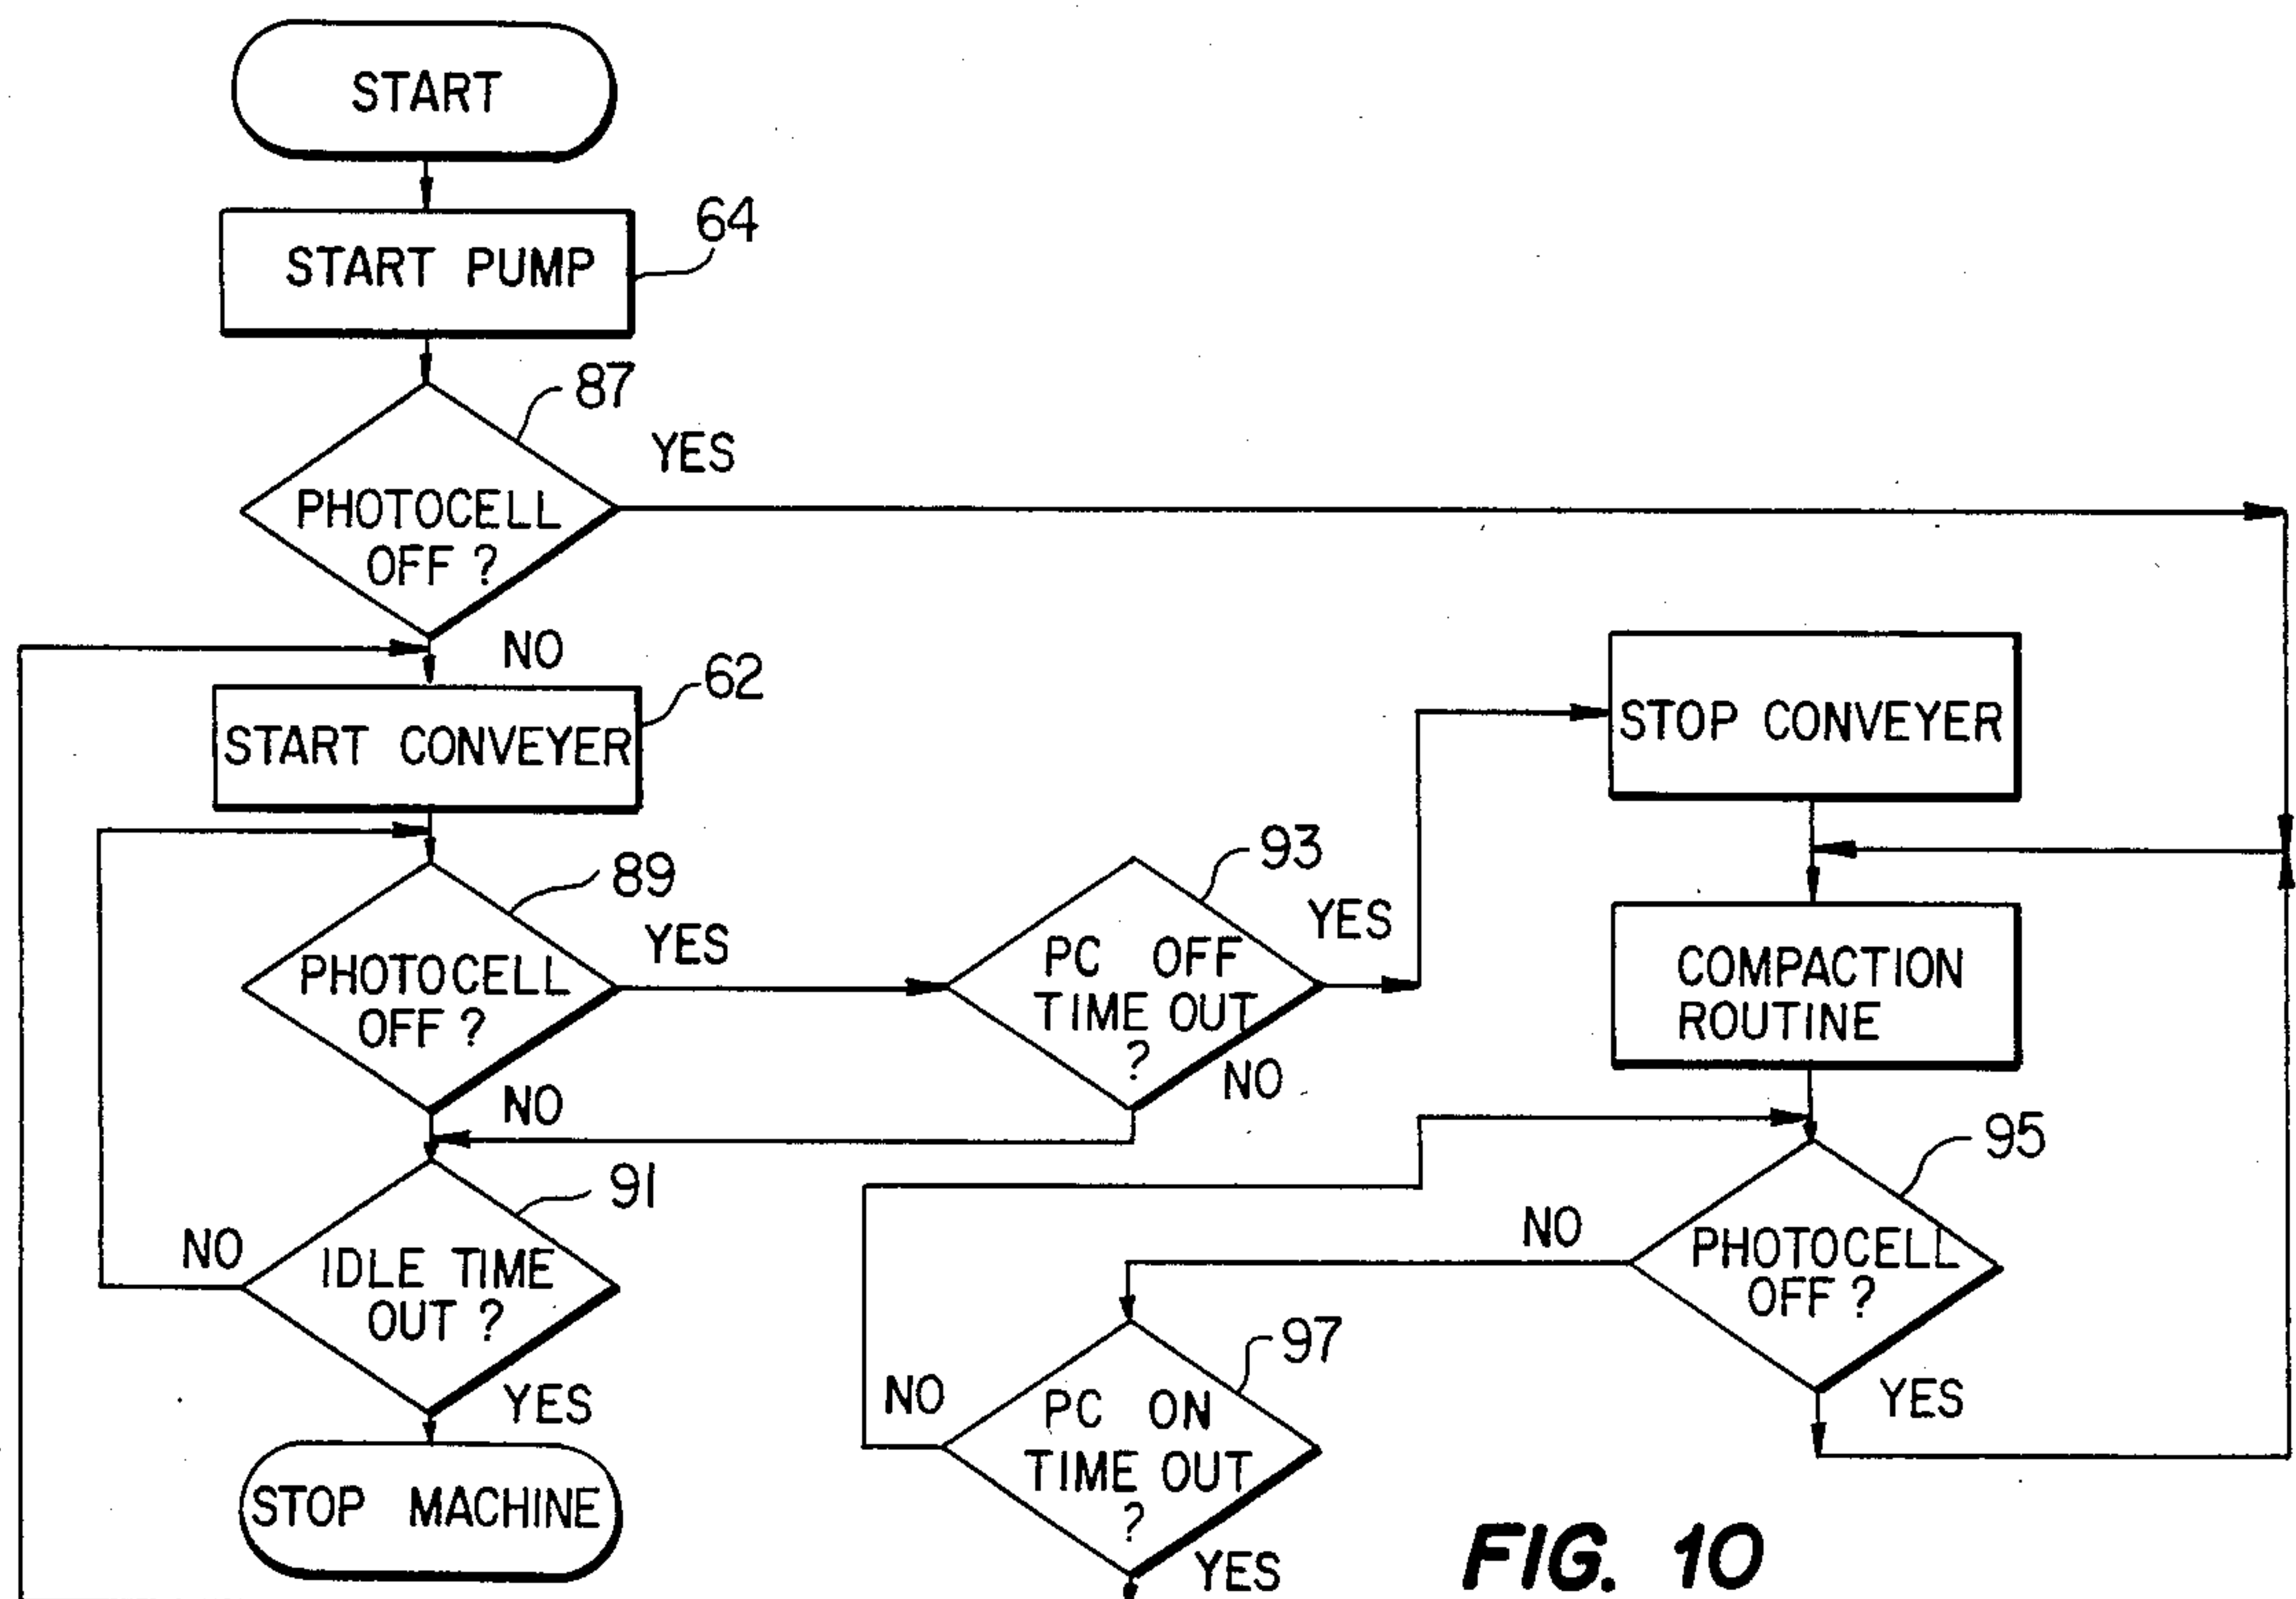 START
START PUMP
64
87
YES
PHOTOCELL
OFF ?
NO
62
START CONVEYER
STOP CONVEYER
89
YES
PHOTOCELL
OFF ?
NO
93
YES
PC OFF
TIME OUT
?
NO
COMPACTION
ROUTINE
91
NO
IDLE TIME
OUT ?
YES
95
NO
PHOTOCELL
OFF ?
YES
97
NO
PC ON
TIME OUT
?
YES
STOP MACHINE
FIG. 10